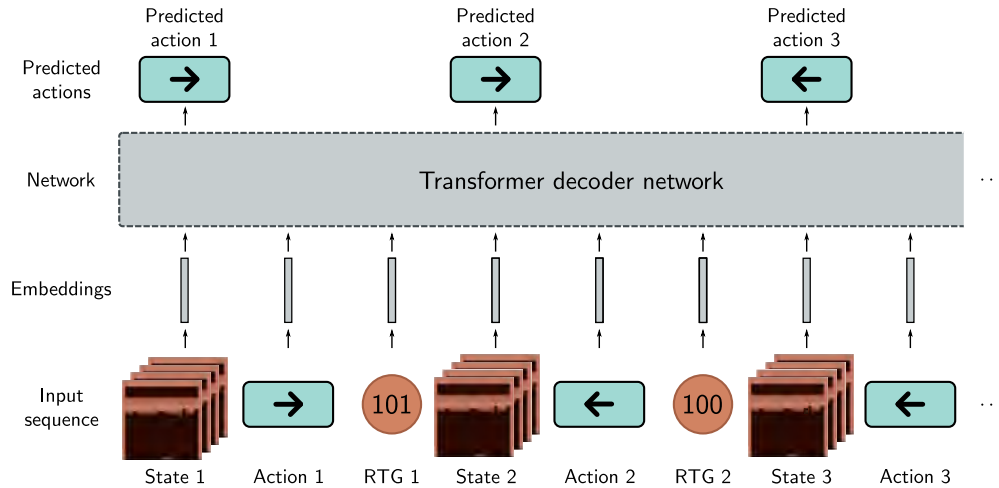 Predicted
action 1
Predicted
action 2
Predicted
action 3
Predicted
actions
Network
Transformer decoder network
Embeddings
Input
sequence
101
100
State 1
Action 1
RTG 1
State 2
Action 2
RTG 2
State 3
Action 3